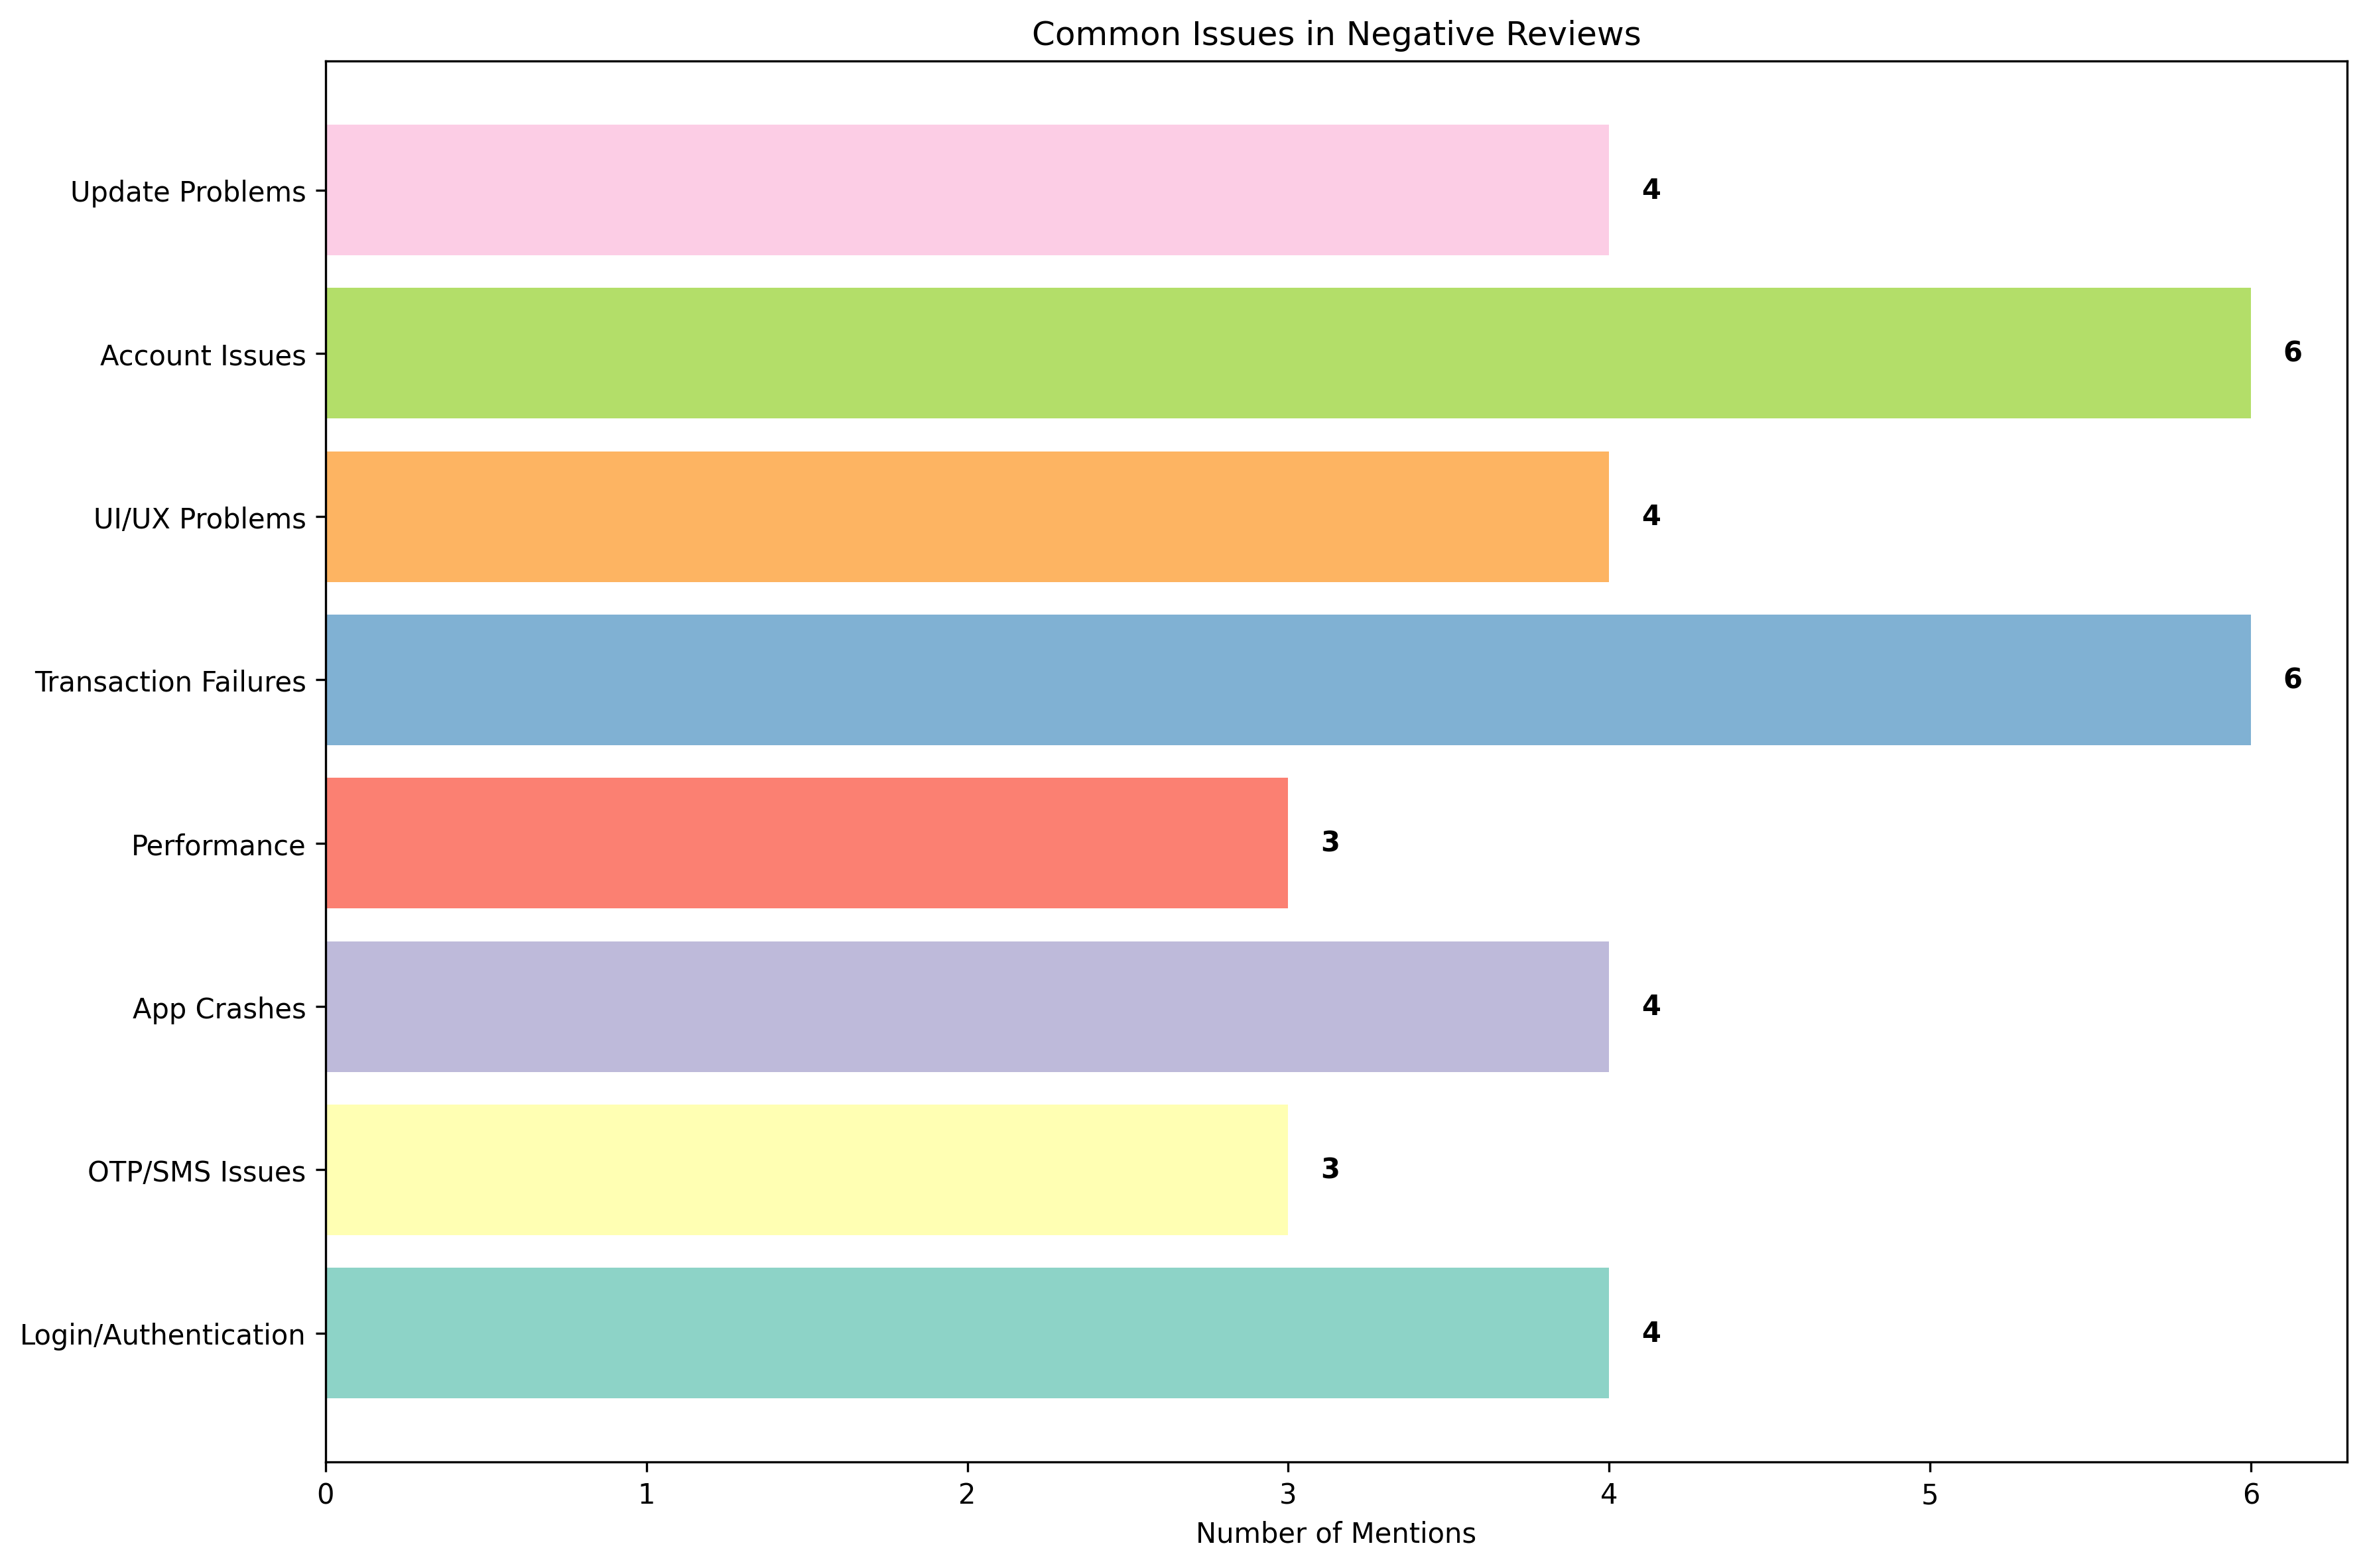 Common Issues in Negative Reviews
Update Problems
4
Account Issues
6
UI/UX Problems
4
Transaction Failures
6
Performance
3
App Crashes
4
OTP/SMS Issues
3
Login/Authentication
4
0 1 2 3 4 5 6
Number of Mentions